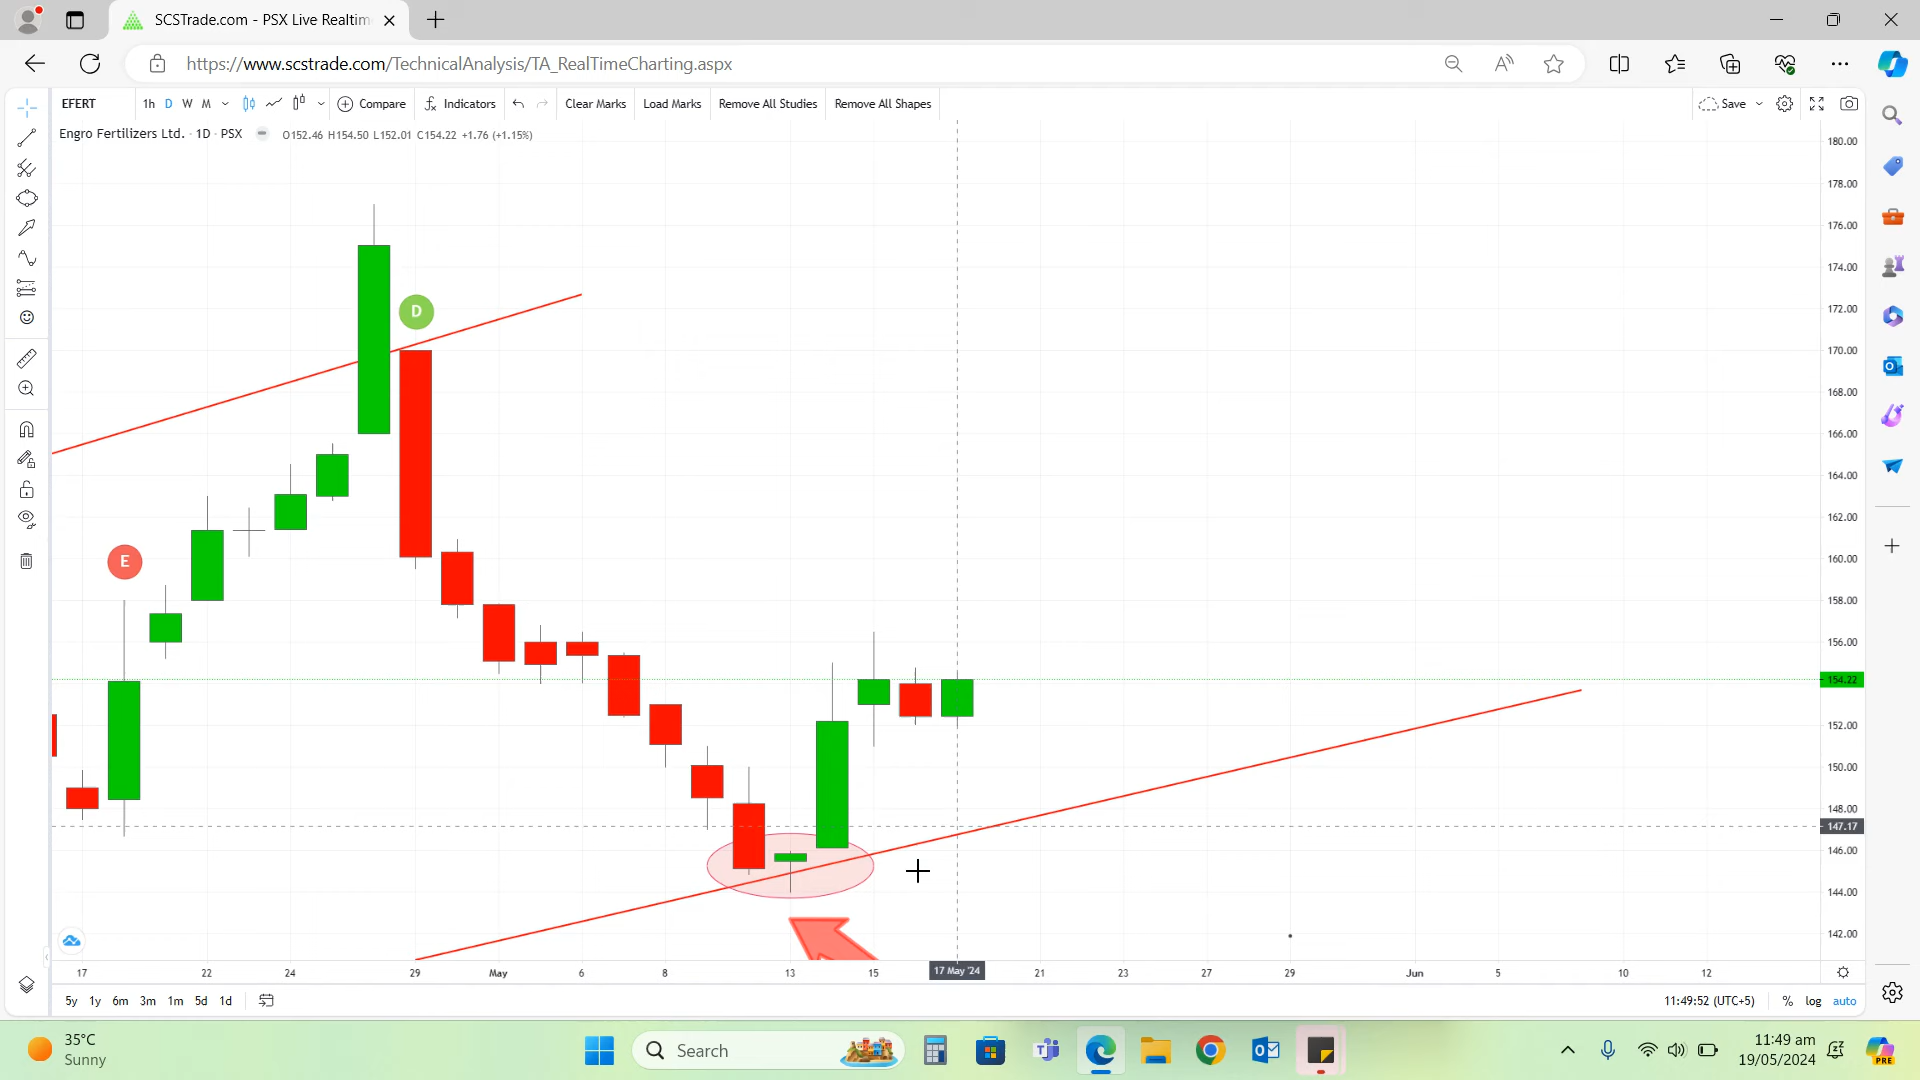 SCSTrade.com - PSX Live Realtim
https://www.scstrade.com/TechnicalAnalysis/TA_RealTimeCharting.aspx
EFERT 1h D W M Compare Indicators Clear Marks Load Marks Remove All Studies Remove All Shapes Save
Engro Fertilizers Ltd. · 1D · PSX O152.46 H154.50 L152.01 C154.22 +1.76 (+1.15%)
180.00
178.00
176.00
174.00
D
172.00
170.00
168.00
166.00
164.00
162.00
E
160.00
158.00
156.00
154.22
152.00
150.00
148.00
147.17
146.00
144.00
142.00
17 22 24 29 May 6 8 13 15 17 May '24 21 23 27 29 Jun 5 10 12
5y 1y 6m 3m 1m 5d 1d 11:49:52 (UTC+5) % log auto
35°C
Sunny
Search
11:49 am
19/05/2024
PRE